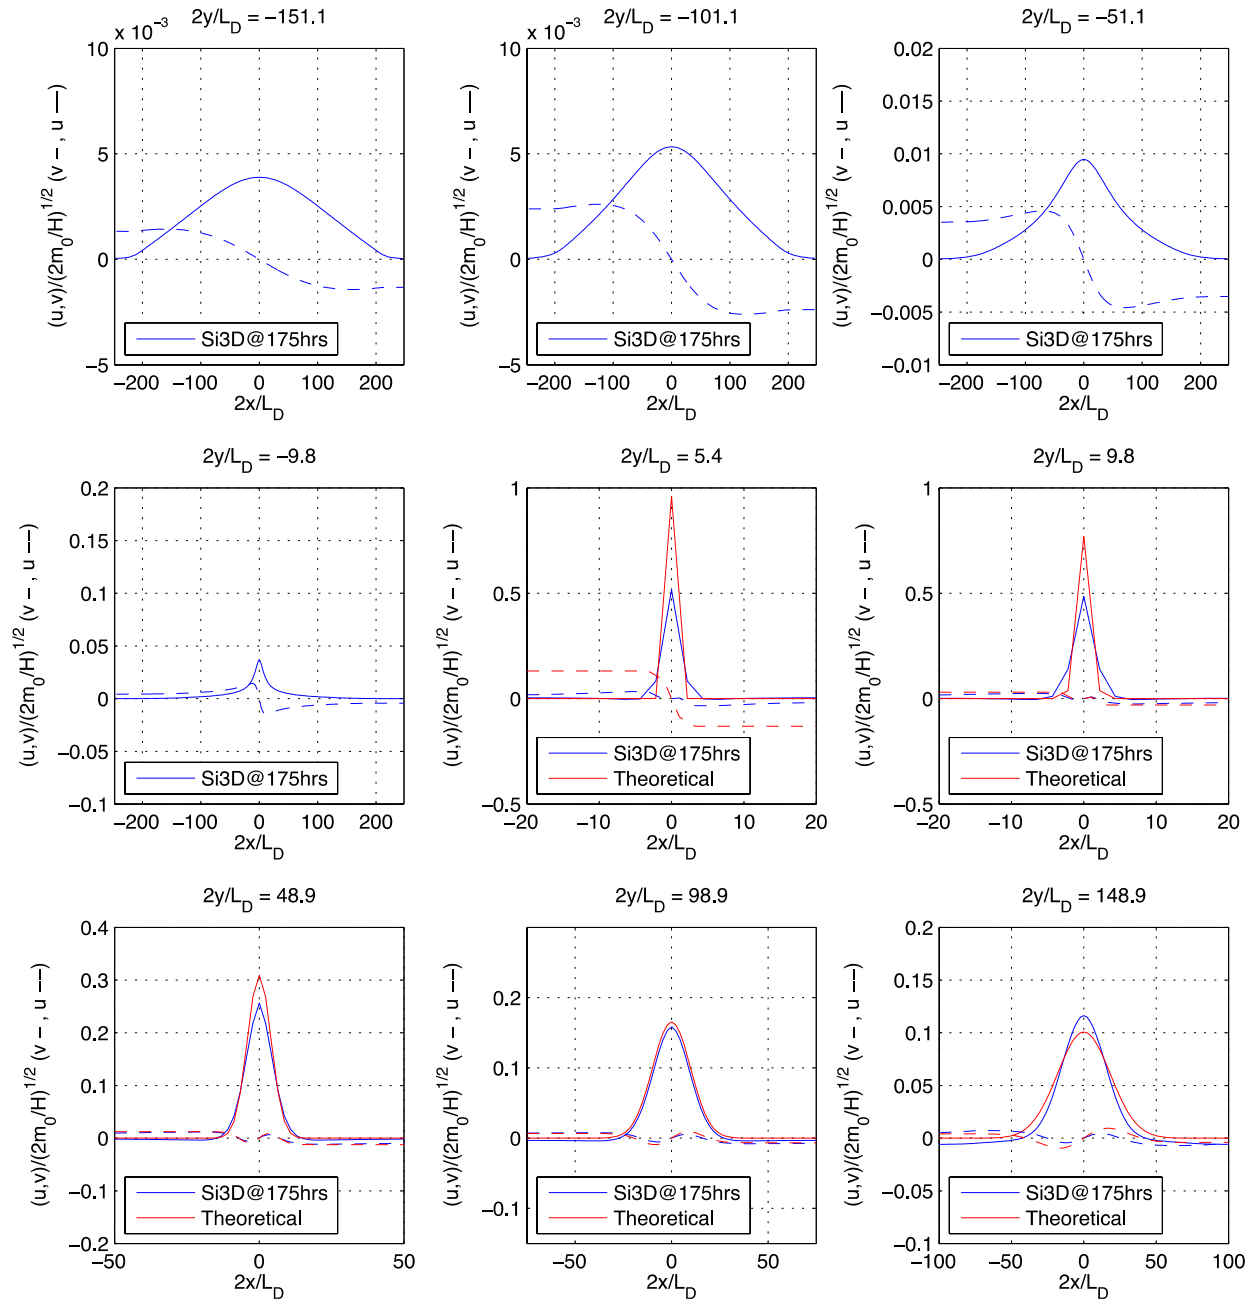 2y/L_D = −151.1
x 10^−3
10
5
0
−5
(u,v)/(2m_0/H)^1/2 (v −, u −−)
Si3D@175hrs
−200 −100 0 100 200
2x/L_D
2y/L_D = −101.1
x 10^−3
10
5
0
−5
(u,v)/(2m_0/H)^1/2 (v −, u −−)
Si3D@175hrs
−200 −100 0 100 200
2x/L_D
2y/L_D = −51.1
0.02
0.015
0.01
0.005
0
−0.005
−0.01
(u,v)/(2m_0/H)^1/2 (v −, u −−)
Si3D@175hrs
−200 −100 0 100 200
2x/L_D
2y/L_D = −9.8
0.2
0.15
0.1
0.05
0
−0.05
−0.1
(u,v)/(2m_0/H)^1/2 (v −, u −−)
Si3D@175hrs
−200 −100 0 100 200
2x/L_D
2y/L_D = 5.4
1
0.5
0
−0.5
(u,v)/(2m_0/H)^1/2 (v −, u −−)
Si3D@175hrs
Theoretical
−20 −10 0 10 20
2x/L_D
2y/L_D = 9.8
1
0.5
0
−0.5
(u,v)/(2m_0/H)^1/2 (v −, u −−)
Si3D@175hrs
Theoretical
−20 −10 0 10 20
2x/L_D
2y/L_D = 48.9
0.4
0.3
0.2
0.1
0
−0.1
−0.2
(u,v)/(2m_0/H)^1/2 (v −, u −−)
Si3D@175hrs
Theoretical
−50 0 50
2x/L_D
2y/L_D = 98.9
0.2
0.1
0
−0.1
(u,v)/(2m_0/H)^1/2 (v −, u −−)
Si3D@175hrs
Theoretical
−50 0 50
2x/L_D
2y/L_D = 148.9
0.2
0.15
0.1
0.05
0
−0.05
−0.1
(u,v)/(2m_0/H)^1/2 (v −, u −−)
Si3D@175hrs
Theoretical
−100 −50 0 50 100
2x/L_D